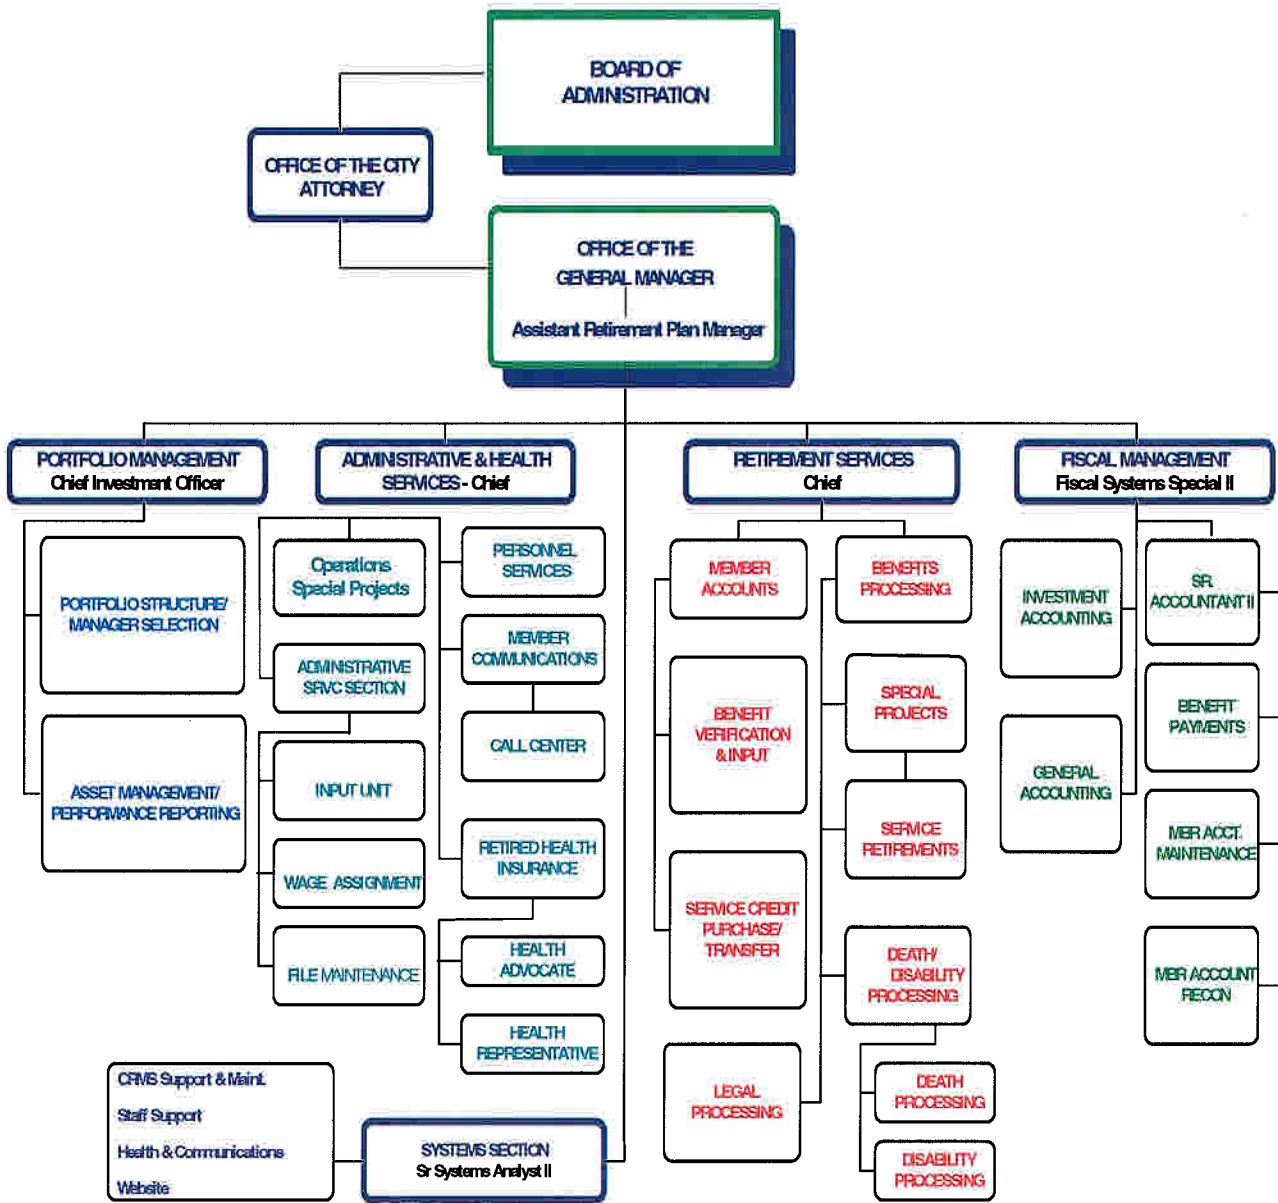 BOARD OF
ADMINISTRATION
OFFICE OF THE CITY
ATTORNEY
OFFICE OF THE
GENERAL MANAGER
Assistant Retirement Plan Manager
PORTFOLIO MANAGEMENT
Chief Investment Officer
ADMINISTRATIVE & HEALTH
SERVICES - Chief
RETIREMENT SERVICES
Chief
FISCAL MANAGEMENT
Fiscal Systems Special II
PORTFOLIO STRUCTURE/
MANAGER SELECTION
ASSET MANAGEMENT/
PERFORMANCE REPORTING
Operations
Special Projects
ADMINISTRATIVE
SRVC SECTION
INPUT UNIT
WAGE ASSIGNMENT
FILE MAINTENANCE
PERSONNEL
SERVICES
MEMBER
COMMUNICATIONS
CALL CENTER
RETIRED HEALTH
INSURANCE
HEALTH
ADVOCATE
HEALTH
REPRESENTATIVE
MEMBER
ACCOUNTS
BENEFIT
VERIFICATION
& INPUT
SERVICE CREDIT
PURCHASE/
TRANSFER
LEGAL
PROCESSING
BENEFITS
PROCESSING
SPECIAL
PROJECTS
SERVICE
RETIREMENTS
DEATH/
DISABILITY
PROCESSING
DEATH
PROCESSING
DISABILITY
PROCESSING
INVESTMENT
ACCOUNTING
GENERAL
ACCOUNTING
SR.
ACCOUNTANT II
BENEFIT
PAYMENTS
MBR ACCT.
MAINTENANCE
MBR ACCOUNT
RECON
CRMS Support & Maint.
Staff Support
Health & Communications
Website
SYSTEMS SECTION
Sr Systems Analyst II